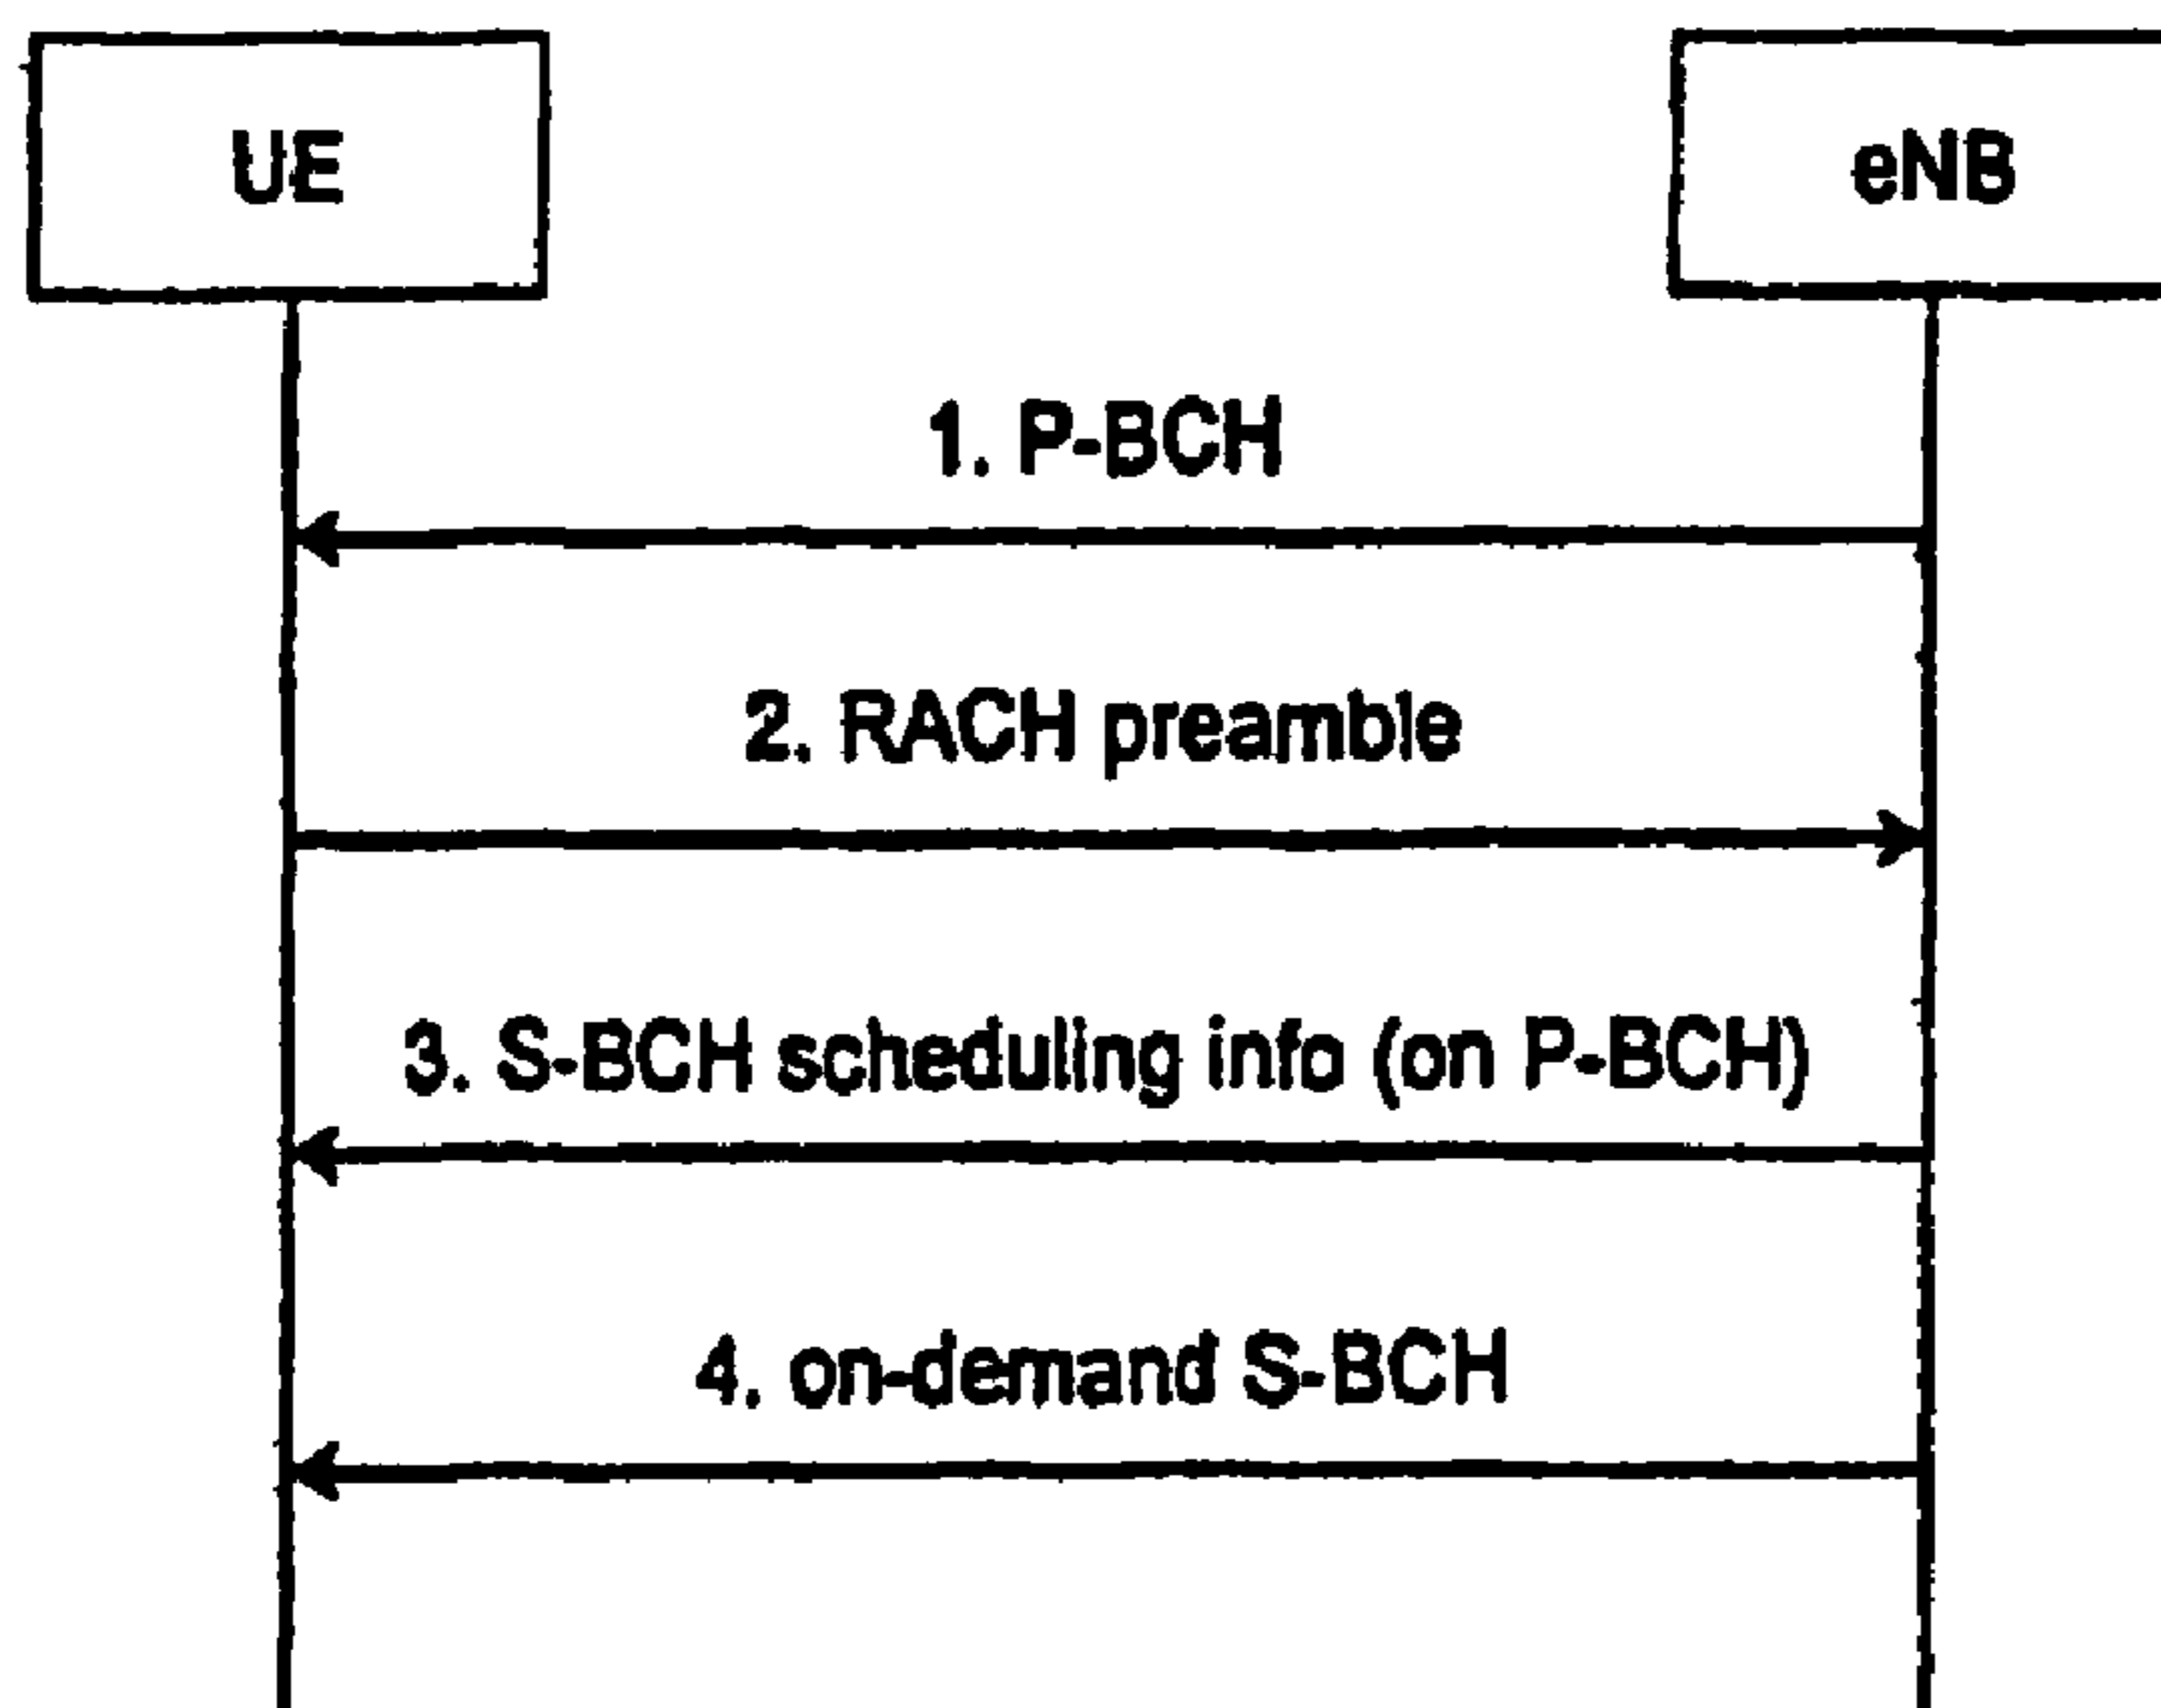 UE
eNB
1. P-BCH
2. RACH preamble
3. S-BCH scheduling info (on P-BCH)
4. on-demand S-BCH